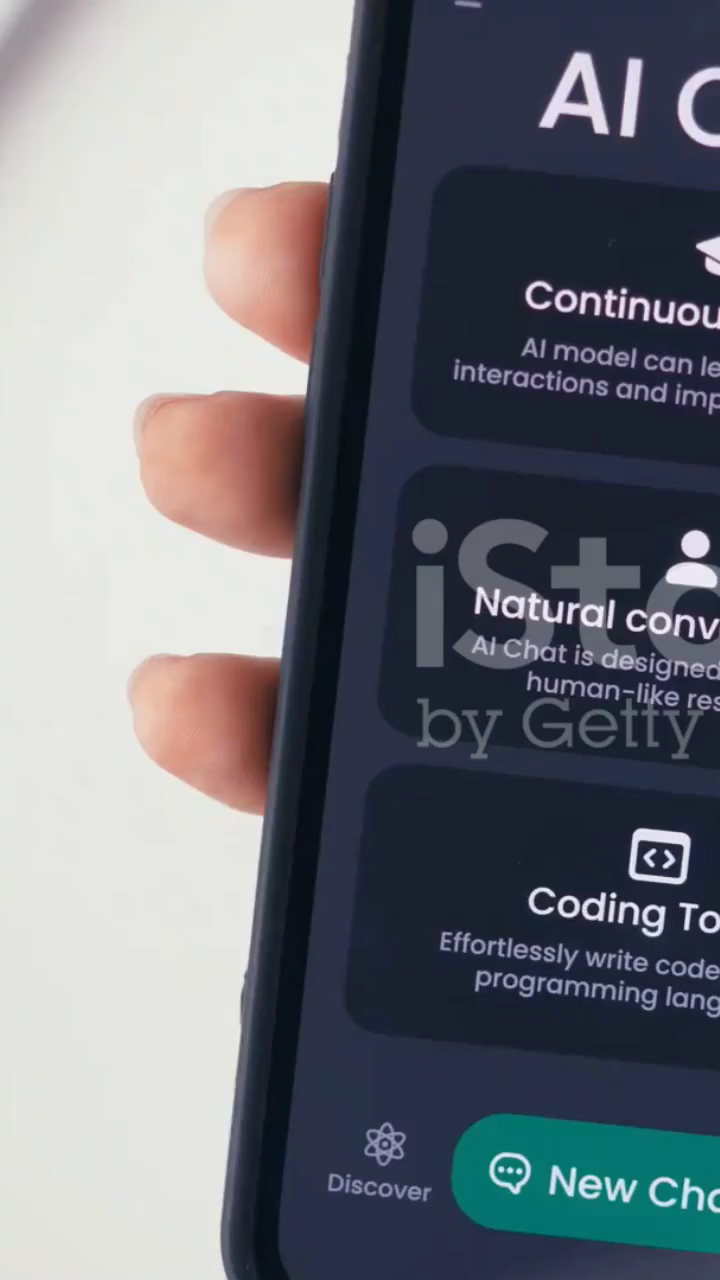 AI C
Continuou
AI model can le
interactions and imp
Natural conv
AI Chat is designed
human-like res
iSto
by Getty
Coding To
Effortlessly write code
programming lang
Discover
New Cha